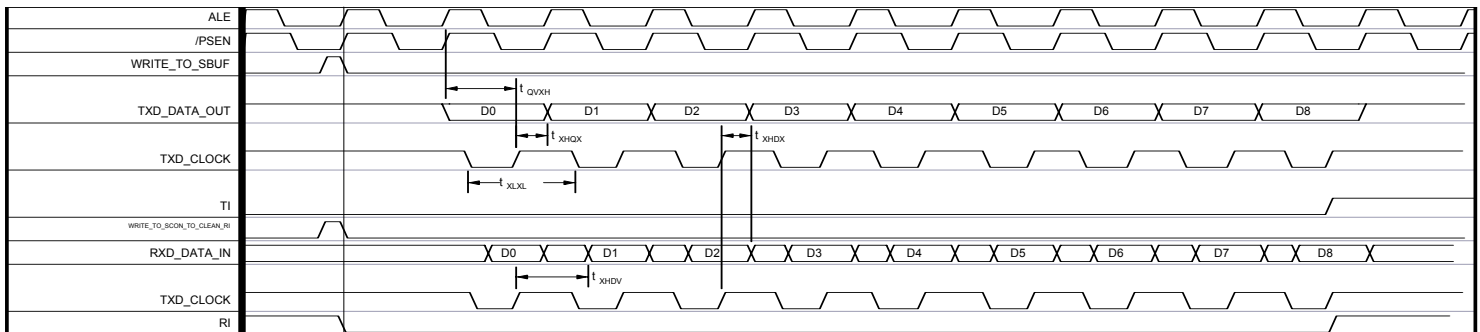 ALE
/PSEN
WRITE_TO_SBUF
t QVXH
TXD_DATA_OUT D0 D1 D2 D3 D4 D5 D6 D7 D8
t XHQX t XHDX
TXD_CLOCK
t XLXL
TI
WRITE_TO_SCON_TO_CLEAN_RI
RXD_DATA_IN D0 D1 D2 D3 D4 D5 D6 D7 D8
t XHDV
TXD_CLOCK
RI